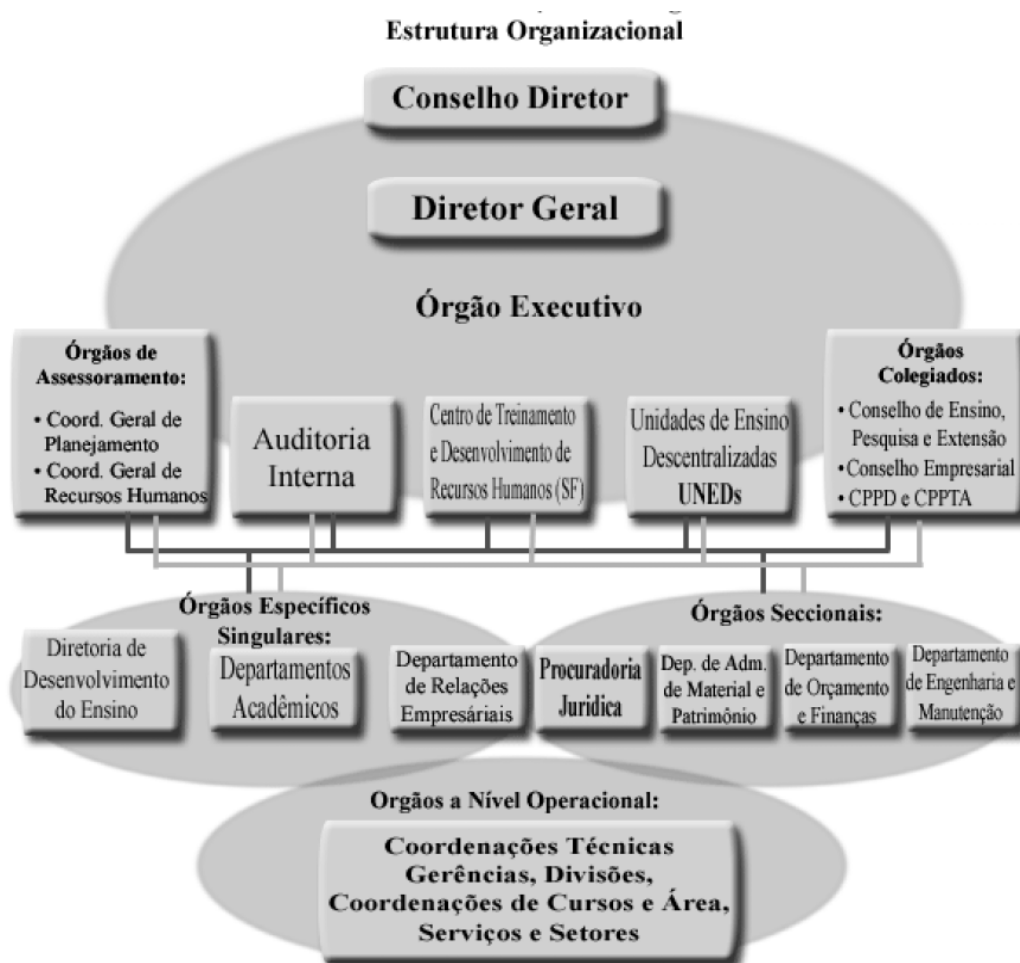 Estrutura Organizacional
Conselho Diretor
Diretor Geral
Órgão Executivo
Órgãos de
Assessoramento:
• Coord. Geral de
Planejamento
• Coord. Geral de
Recursos Humanos
Auditoria
Interna
Centro de Treinamento
e Desenvolvimento de
Recursos Humanos (SF)
Unidades de Ensino
Descentralizadas
UNEDs
Órgãos
Colegiados:
• Conselho de Ensino,
Pesquisa e Extensão
• Conselho Empresarial
• CPPD e CPPTA
Órgãos Específicos
Singulares:
Diretoria de
Desenvolvimento
do Ensino
Departamentos
Acadêmicos
Departamento
de Relações
Empresáriais
Órgãos Seccionais:
Procuradoria
Juridica
Dep. de Adm.
de Material e
Patrimônio
Departamento
de Orçamento
e Finanças
Departamento
de Engenharia e
Manutenção
Orgãos a Nível Operacional:
Coordenações Técnicas
Gerências, Divisões,
Coordenações de Cursos e Área,
Serviços e Setores